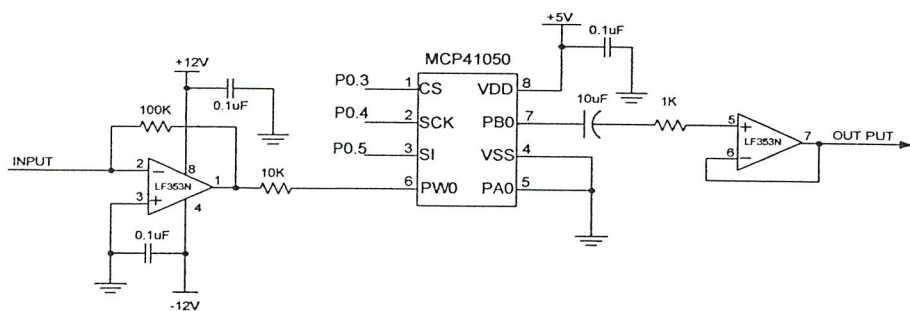 +5V
0.1uF
MCP41050
+12V
0.1uF
P0.3
1
CS
VDD
8
100K
P0.4
2
SCK
PB0
7
10uF
1K
P0.5
3
SI
VSS
4
5
+
LF353N
7
OUT PUT
6
−
INPUT
2
−
8
LF353N
1
10K
6
PW0
PA0
5
3
+
4
0.1uF
-12V